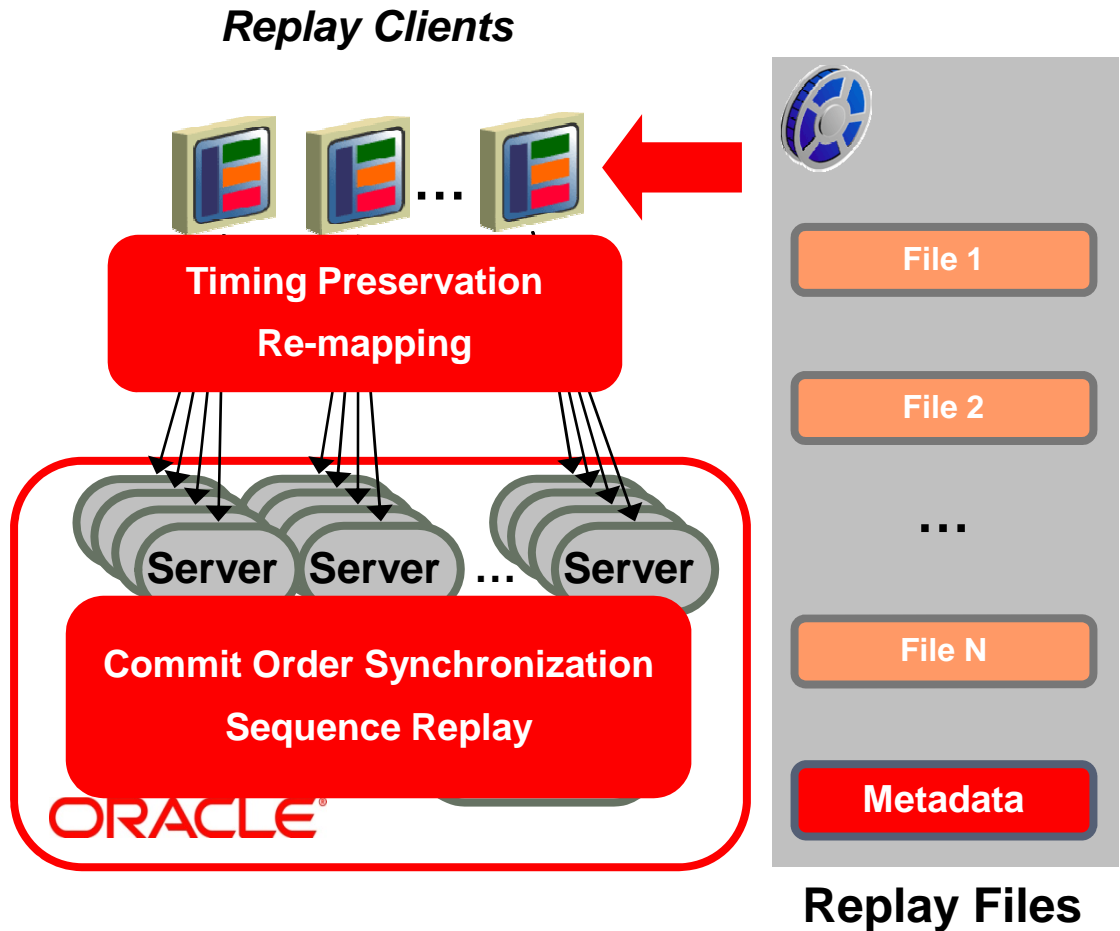 Replay Clients
...
Timing Preservation
Re-mapping
Server Server ... Server
Commit Order Synchronization
Sequence Replay
ORACLE®
File 1
File 2
...
File N
Metadata
Replay Files